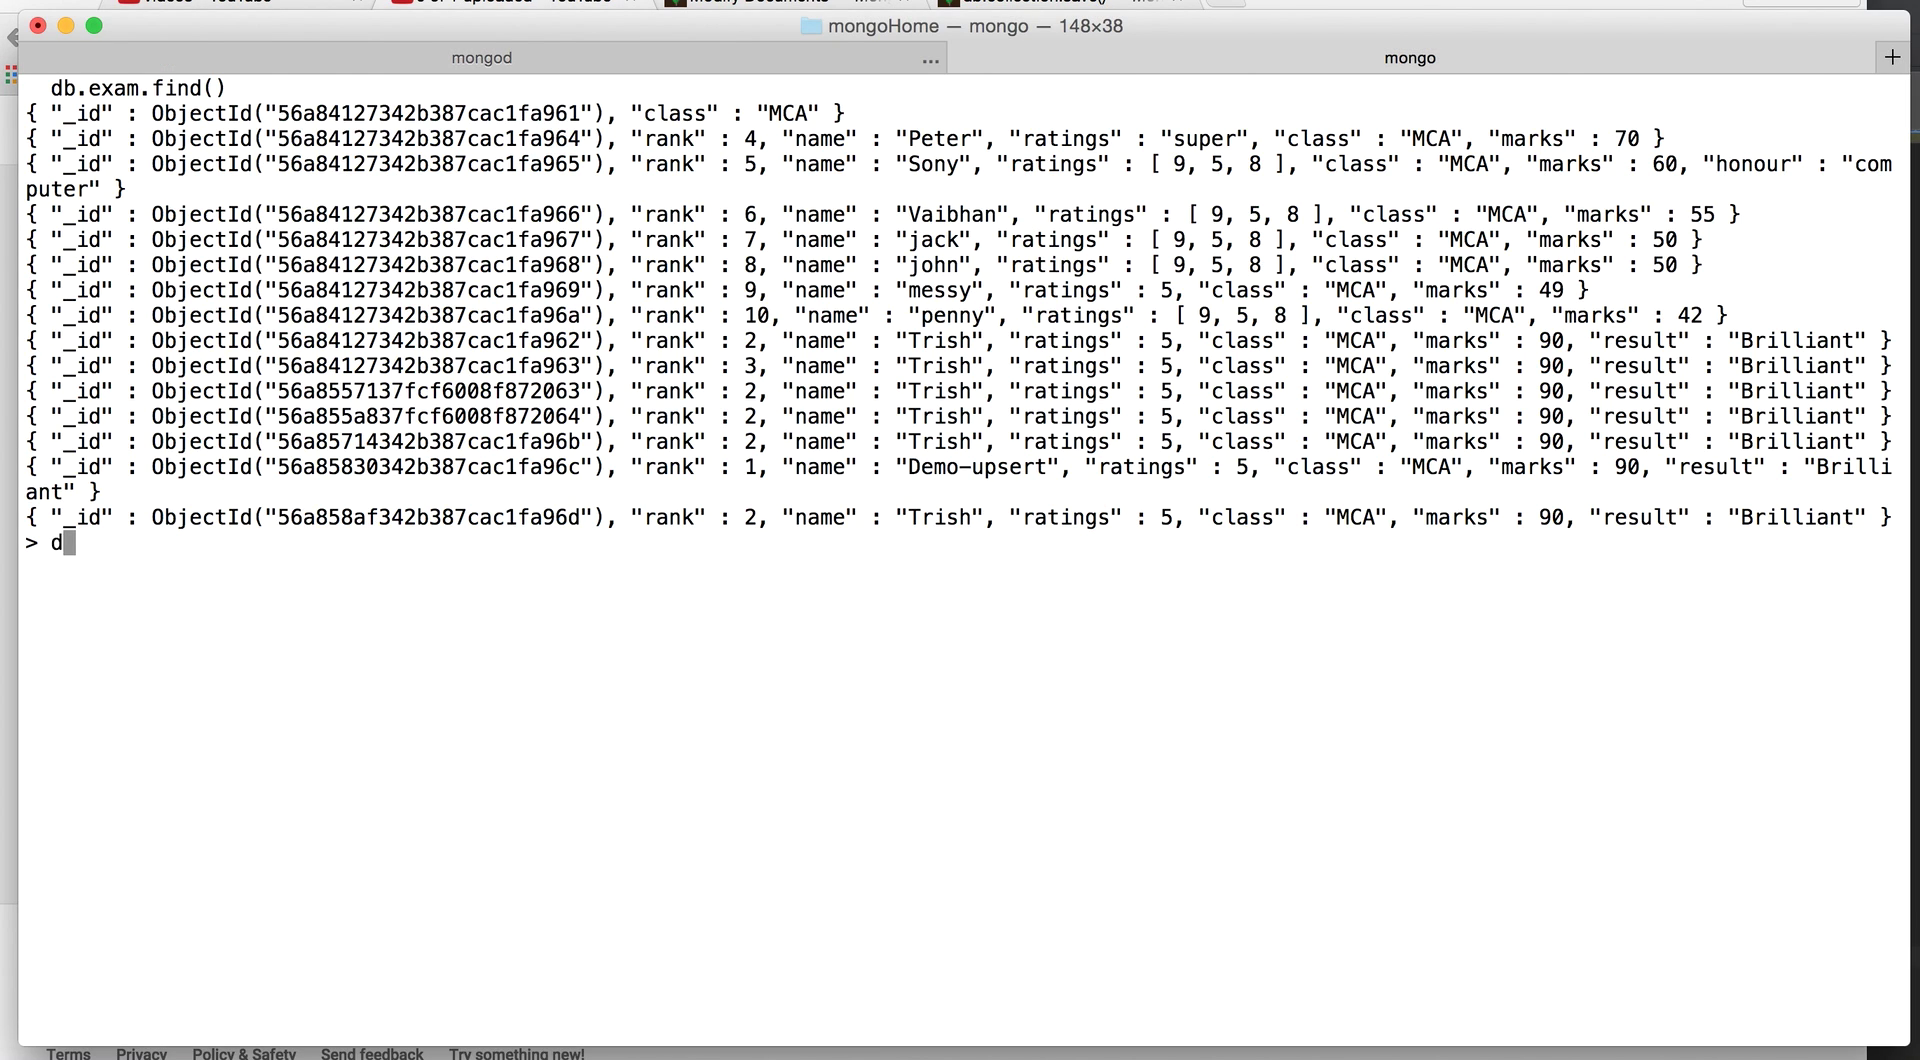 mongoHome — mongo — 148×38
mongod
...
mongo
+
db.exam.find()
{ "_id" : ObjectId("56a84127342b387cac1fa961"), "class" : "MCA" }
{ "_id" : ObjectId("56a84127342b387cac1fa964"), "rank" : 4, "name" : "Peter", "ratings" : "super", "class" : "MCA", "marks" : 70 }
{ "_id" : ObjectId("56a84127342b387cac1fa965"), "rank" : 5, "name" : "Sony", "ratings" : [ 9, 5, 8 ], "class" : "MCA", "marks" : 60, "honour" : "com
puter" }
{ "_id" : ObjectId("56a84127342b387cac1fa966"), "rank" : 6, "name" : "Vaibhan", "ratings" : [ 9, 5, 8 ], "class" : "MCA", "marks" : 55 }
{ "_id" : ObjectId("56a84127342b387cac1fa967"), "rank" : 7, "name" : "jack", "ratings" : [ 9, 5, 8 ], "class" : "MCA", "marks" : 50 }
{ "_id" : ObjectId("56a84127342b387cac1fa968"), "rank" : 8, "name" : "john", "ratings" : [ 9, 5, 8 ], "class" : "MCA", "marks" : 50 }
{ "_id" : ObjectId("56a84127342b387cac1fa969"), "rank" : 9, "name" : "messy", "ratings" : 5, "class" : "MCA", "marks" : 49 }
{ "_id" : ObjectId("56a84127342b387cac1fa96a"), "rank" : 10, "name" : "penny", "ratings" : [ 9, 5, 8 ], "class" : "MCA", "marks" : 42 }
{ "_id" : ObjectId("56a84127342b387cac1fa962"), "rank" : 2, "name" : "Trish", "ratings" : 5, "class" : "MCA", "marks" : 90, "result" : "Brilliant" }
{ "_id" : ObjectId("56a84127342b387cac1fa963"), "rank" : 3, "name" : "Trish", "ratings" : 5, "class" : "MCA", "marks" : 90, "result" : "Brilliant" }
{ "_id" : ObjectId("56a8557137fcf6008f872063"), "rank" : 2, "name" : "Trish", "ratings" : 5, "class" : "MCA", "marks" : 90, "result" : "Brilliant" }
{ "_id" : ObjectId("56a855a837fcf6008f872064"), "rank" : 2, "name" : "Trish", "ratings" : 5, "class" : "MCA", "marks" : 90, "result" : "Brilliant" }
{ "_id" : ObjectId("56a85714342b387cac1fa96b"), "rank" : 2, "name" : "Trish", "ratings" : 5, "class" : "MCA", "marks" : 90, "result" : "Brilliant" }
{ "_id" : ObjectId("56a85830342b387cac1fa96c"), "rank" : 1, "name" : "Demo-upsert", "ratings" : 5, "class" : "MCA", "marks" : 90, "result" : "Brilli
ant" }
{ "_id" : ObjectId("56a858af342b387cac1fa96d"), "rank" : 2, "name" : "Trish", "ratings" : 5, "class" : "MCA", "marks" : 90, "result" : "Brilliant" }
> d
Terms Privacy Policy & Safety Send feedback Try something new!